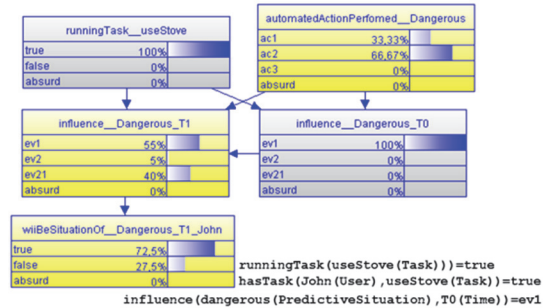 runningTask__useStove
true 100%
false 0%
absurd 0%
automatedActionPerfomed__Dangerous
ac1 33,33%
ac2 66,67%
ac3 0%
absurd 0%
influence__Dangerous_T1
ev1 55%
ev2 5%
ev21 40%
absurd 0%
influence__Dangerous_T0
ev1 100%
ev2 0%
ev21 0%
absurd 0%
wiiBeSituationOf__Dangerous_T1_John
true 72,5%
false 27,5%
absurd 0%
runningTask(useStove(Task)))=true
hasTask(John(User),useStove(Task))=true
influence(dangerous(PredictiveSituation),T0(Time))=ev1